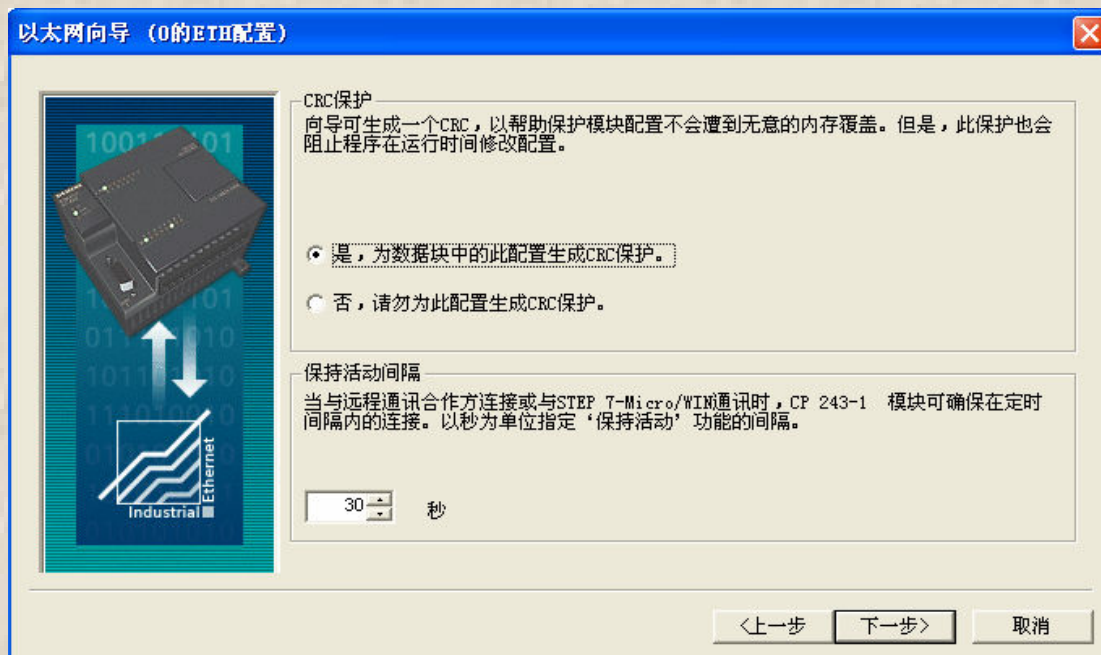 以太网向导 (0的ETH配置)
CRC保护
向导可生成一个CRC，以帮助保护模块配置不会遭到无意的内存覆盖。但是，此保护也会
阻止程序在运行时间修改配置。
是，为数据块中的此配置生成CRC保护。
否，请勿为此配置生成CRC保护。
保持活动间隔
当与远程通讯合作方连接或与STEP 7-Micro/WIN通讯时，CP 243-1 模块可确保在定时
间隔内的连接。以秒为单位指定‘保持活动’功能的间隔。
30 秒
Industrial
Ethernet
<上一步 下一步> 取消